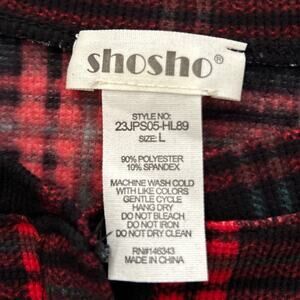 shosho®
STYLE NO:
23JPS05-HL89
SIZE: L
90% POLYESTER
10% SPANDEX
MACHINE WASH COLD
WITH LIKE COLORS
GENTLE CYCLE
HANG DRY
DO NOT BLEACH
DO NOT IRON
DO NOT DRY CLEAN
RN#146343
MADE IN CHINA